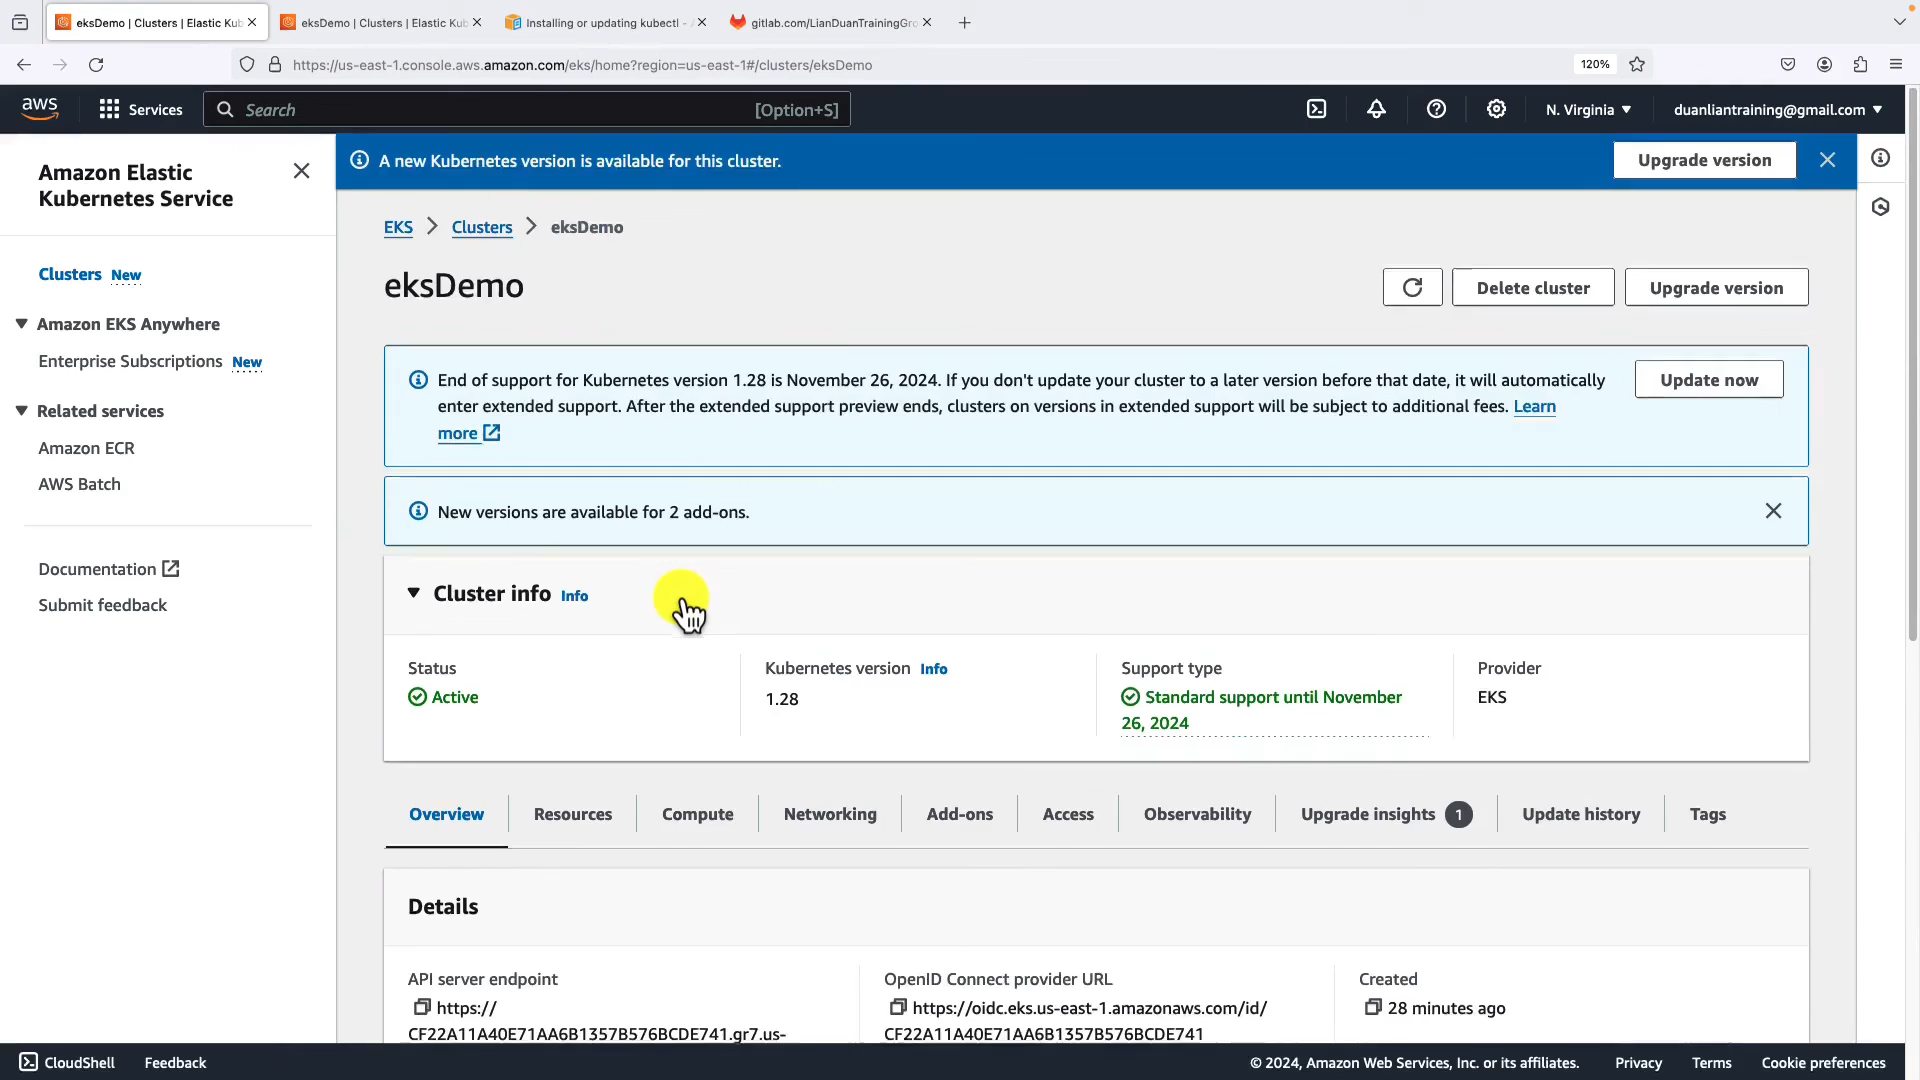 eksDemo | Clusters | Elastic Kub
eksDemo | Clusters | Elastic Kub
Installing or updating kubectl - A
gitlab.com/LianDuanTrainingGro
https://us-east-1.console.aws.amazon.com/eks/home?region=us-east-1#/clusters/eksDemo
120%
aws
Services
Search
[Option+S]
N. Virginia
duanliantraining@gmail.com
Amazon Elastic
Kubernetes Service
Clusters New
Amazon EKS Anywhere
Enterprise Subscriptions New
Related services
Amazon ECR
AWS Batch
Documentation
Submit feedback
A new Kubernetes version is available for this cluster.
Upgrade version
EKS
Clusters
eksDemo
eksDemo
Delete cluster
Upgrade version
End of support for Kubernetes version 1.28 is November 26, 2024. If you don't update your cluster to a later version before that date, it will automatically
enter extended support. After the extended support preview ends, clusters on versions in extended support will be subject to additional fees. Learn
more
Update now
New versions are available for 2 add-ons.
Cluster info Info
Status
Active
Kubernetes version Info
1.28
Support type
Standard support until November
26, 2024
Provider
EKS
Overview
Resources
Compute
Networking
Add-ons
Access
Observability
Upgrade insights 1
Update history
Tags
Details
API server endpoint
https://
CF22A11A40E71AA6B1357B576BCDE741.gr7.us-
OpenID Connect provider URL
https://oidc.eks.us-east-1.amazonaws.com/id/
CF22A11A40E71AA6B1357B576BCDE741
Created
28 minutes ago
CloudShell
Feedback
© 2024, Amazon Web Services, Inc. or its affiliates.
Privacy
Terms
Cookie preferences